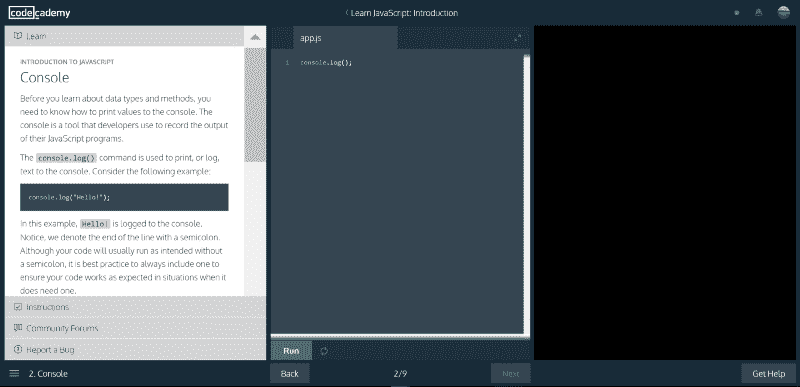 codecademy
Learn JavaScript: Introduction
Learn
INTRODUCTION TO JAVASCRIPT
Console
Before you learn about data types and methods, you
need to know how to print values to the console. The
console is a tool that developers use to record the output
of their JavaScript programs.
The console.log() command is used to print, or log,
text to the console. Consider the following example:
console.log("Hello!");
In this example, Hello! is logged to the console.
Notice, we denote the end of the line with a semicolon.
Although your code will usually run as intended without
a semicolon, it is best practice to always include one to
ensure your code works as expected in situations when it
does need one.
Instructions
Community Forums
Report a Bug
2. Console
app.js
1 console.log();
Run
Back
2/9
Next
Get Help